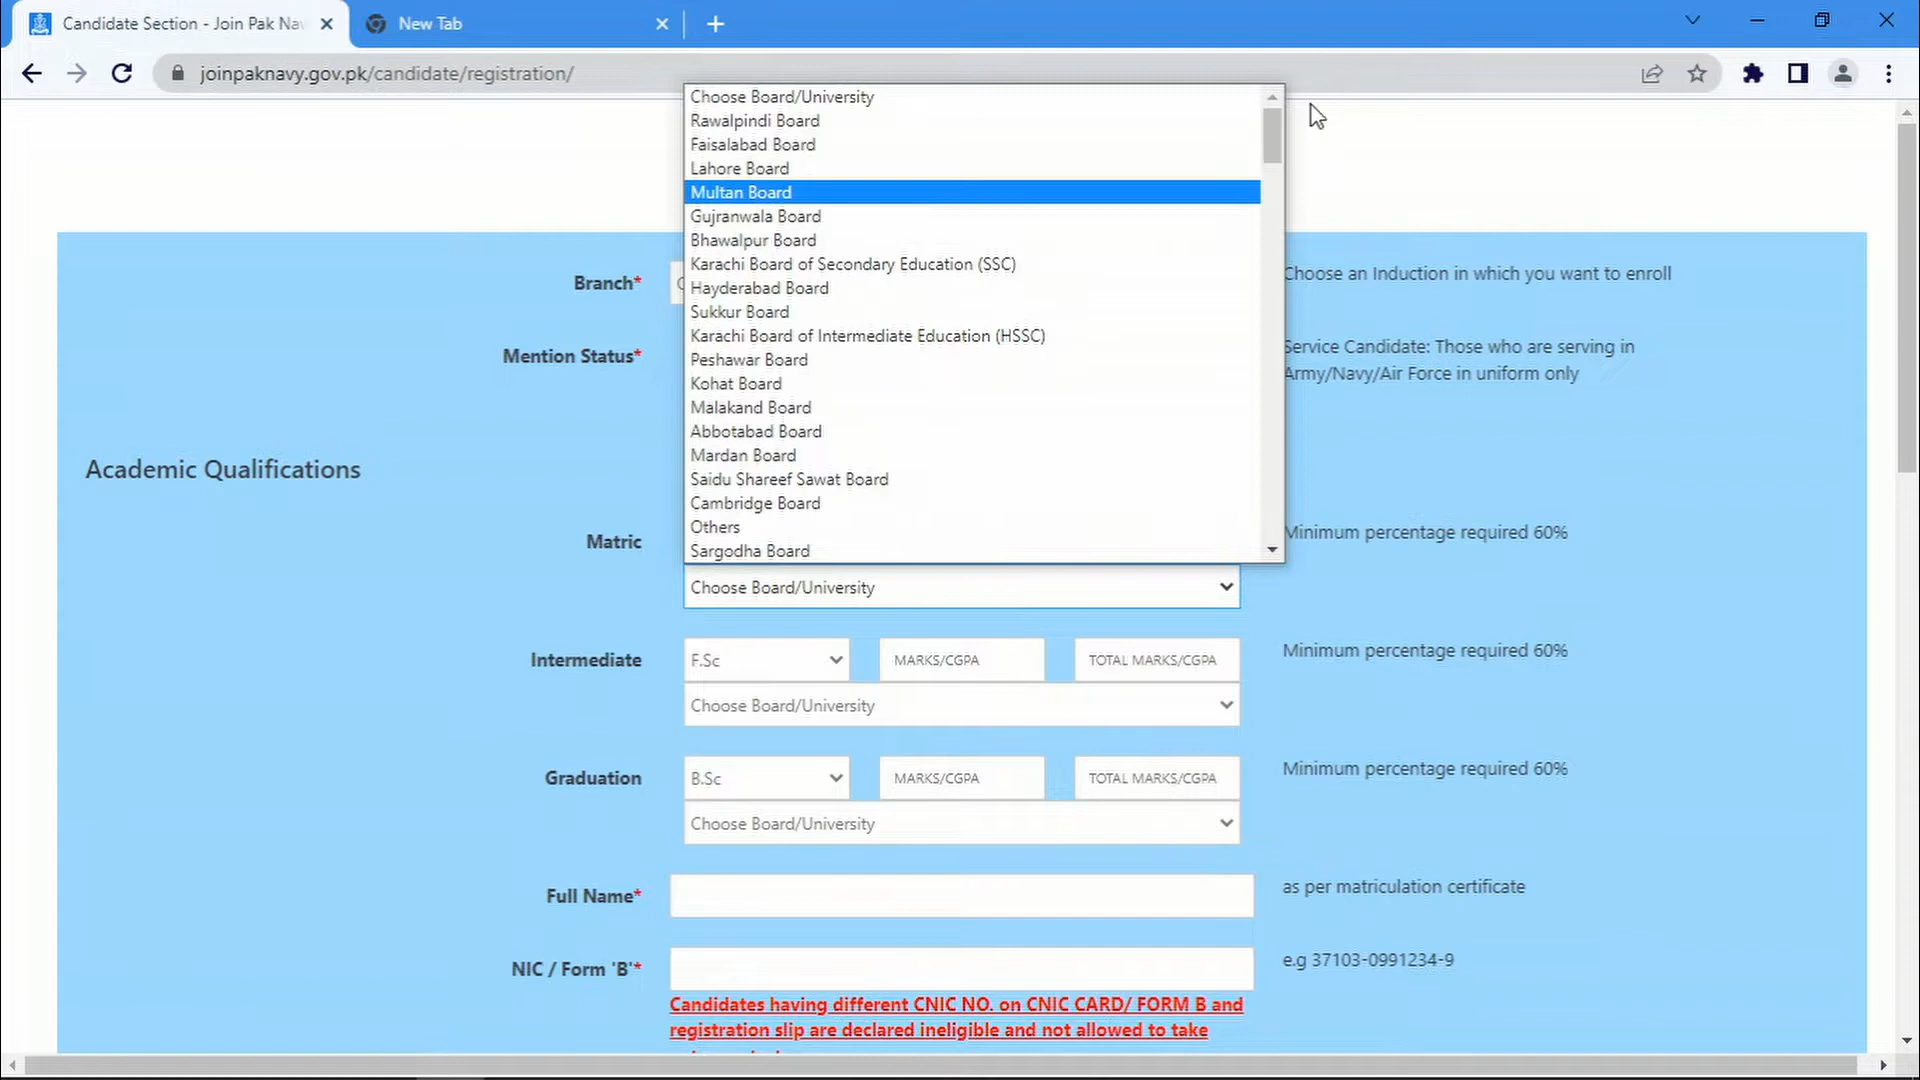 Candidate Section - Join Pak Nav
New Tab
joinpaknavy.gov.pk/candidate/registration/
Choose Board/University
Rawalpindi Board
Faisalabad Board
Lahore Board
Multan Board
Gujranwala Board
Bhawalpur Board
Karachi Board of Secondary Education (SSC)
Hayderabad Board
Sukkur Board
Karachi Board of Intermediate Education (HSSC)
Peshawar Board
Kohat Board
Malakand Board
Abbotabad Board
Mardan Board
Saidu Shareef Sawat Board
Cambridge Board
Others
Sargodha Board
Branch*
Choose an Induction in which you want to enroll
Mention Status*
Service Candidate: Those who are serving in
Army/Navy/Air Force in uniform only
Academic Qualifications
Matric
Minimum percentage required 60%
Choose Board/University
Intermediate
F.Sc
MARKS/CGPA
TOTAL MARKS/CGPA
Minimum percentage required 60%
Choose Board/University
Graduation
B.Sc
MARKS/CGPA
TOTAL MARKS/CGPA
Minimum percentage required 60%
Choose Board/University
Full Name*
as per matriculation certificate
NIC / Form 'B'*
e.g 37103-0991234-9
Candidates having different CNIC NO. on CNIC CARD/ FORM B and
registration slip are declared ineligible and not allowed to take